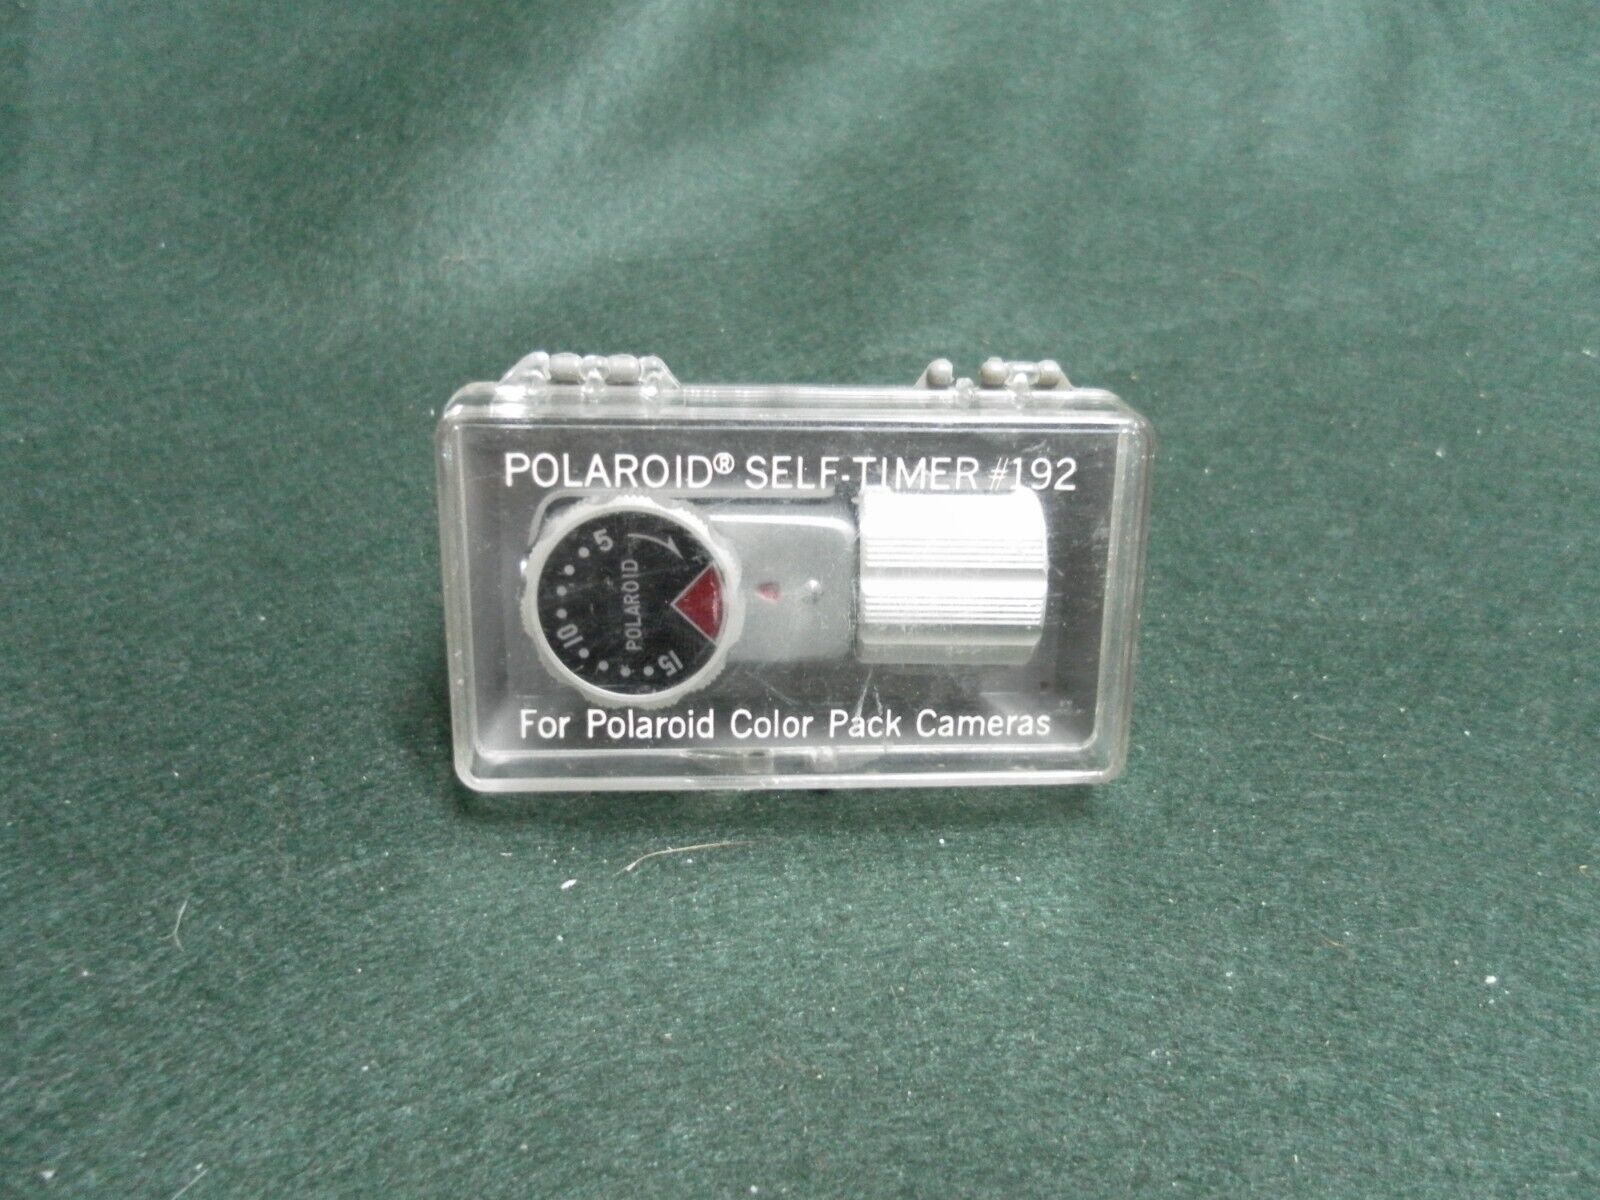 POLAROID® SELF-TIMER #192
5
10
15
POLAROID
For Polaroid Color Pack Cameras